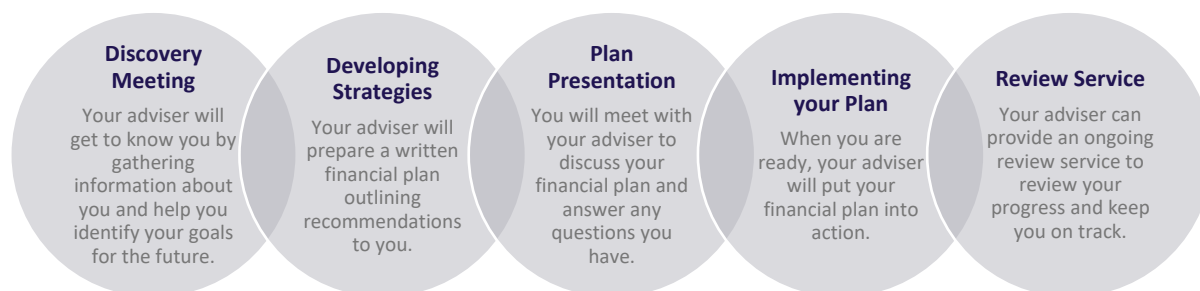 Discovery
Meeting
Your adviser will
get to know you by
gathering
information about
you and help you
identify your goals
for the future.
Developing
Strategies
Your adviser will
prepare a written
financial plan
outlining
recommendations
to you.
Plan
Presentation
You will meet with
your adviser to
discuss your
financial plan and
answer any
questions you
have.
Implementing
your Plan
When you are
ready, your adviser
will put your
financial plan into
action.
Review Service
Your adviser can
provide an ongoing
review service to
review your
progress and keep
you on track.